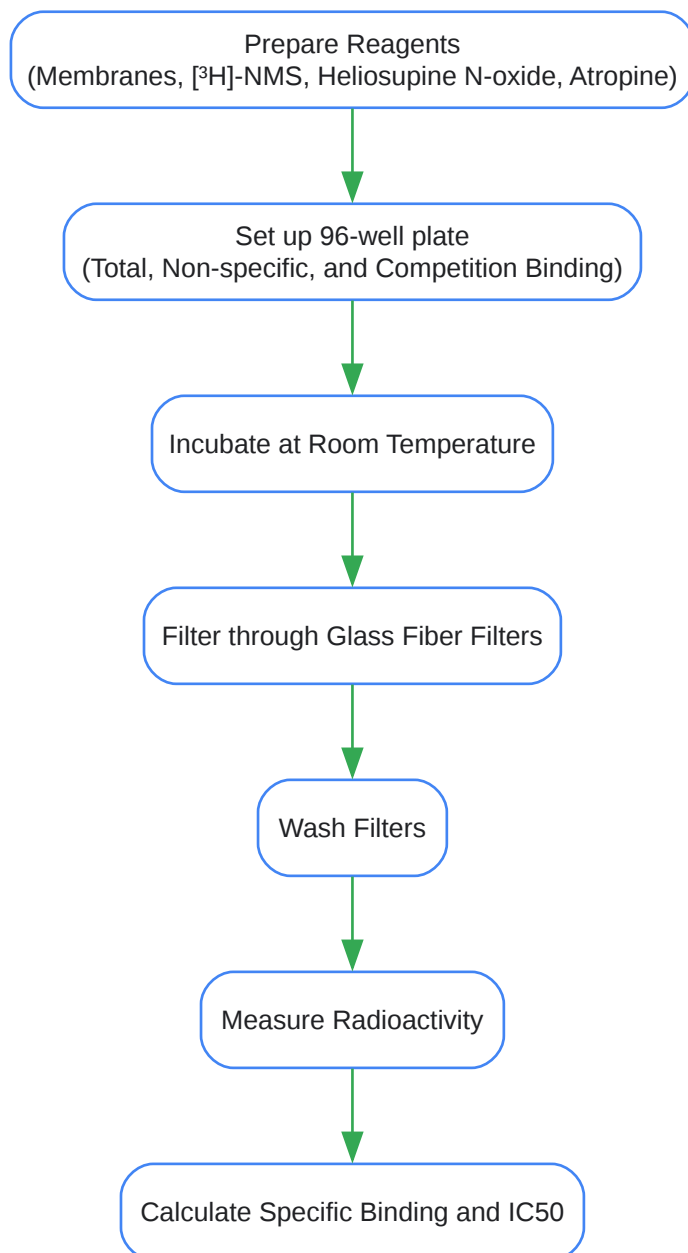 Prepare Reagents
(Membranes, [³H]-NMS, Heliosupine N-oxide, Atropine)
Set up 96-well plate
(Total, Non-specific, and Competition Binding)
Incubate at Room Temperature
Filter through Glass Fiber Filters
Wash Filters
Measure Radioactivity
Calculate Specific Binding and IC50